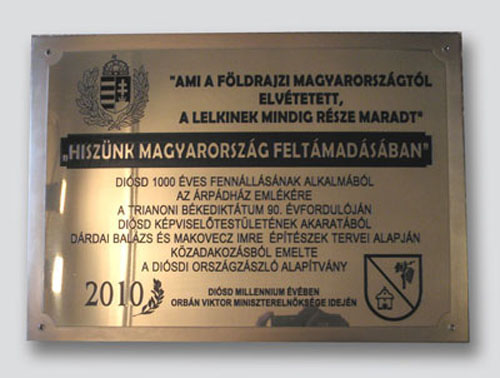 "AMI A FÖLDRAJZI MAGYARORSZÁGTÓL
ELVÉTETETT,
A LELKINEK MINDIG RÉSZE MARADT"
„HISZÜNK MAGYARORSZÁG FELTÁMADÁSÁBAN"
DIÓSD 1000 ÉVES FENNÁLLÁSÁNAK ALKALMÁBÓL
AZ ÁRPÁDHÁZ EMLÉKÉRE
A TRIANONI BÉKEDIKTÁTUM 90. ÉVFORDULÓJÁN
DIÓSD KÉPVISELŐTESTÜLETÉNEK AKARATÁBÓL
DÁRDAI BALÁZS ÉS MAKOVECZ IMRE ÉPÍTÉSZEK TERVEI ALAPJÁN
KÖZADAKOZÁSBÓL EMELTE
A DIÓSDI ORSZÁGZÁSZLÓ ALAPÍTVÁNY
2010
DIÓSD MILLENNIUM ÉVÉBEN
ORBÁN VIKTOR MINISZTERELNÖKSÉGE IDEJÉN